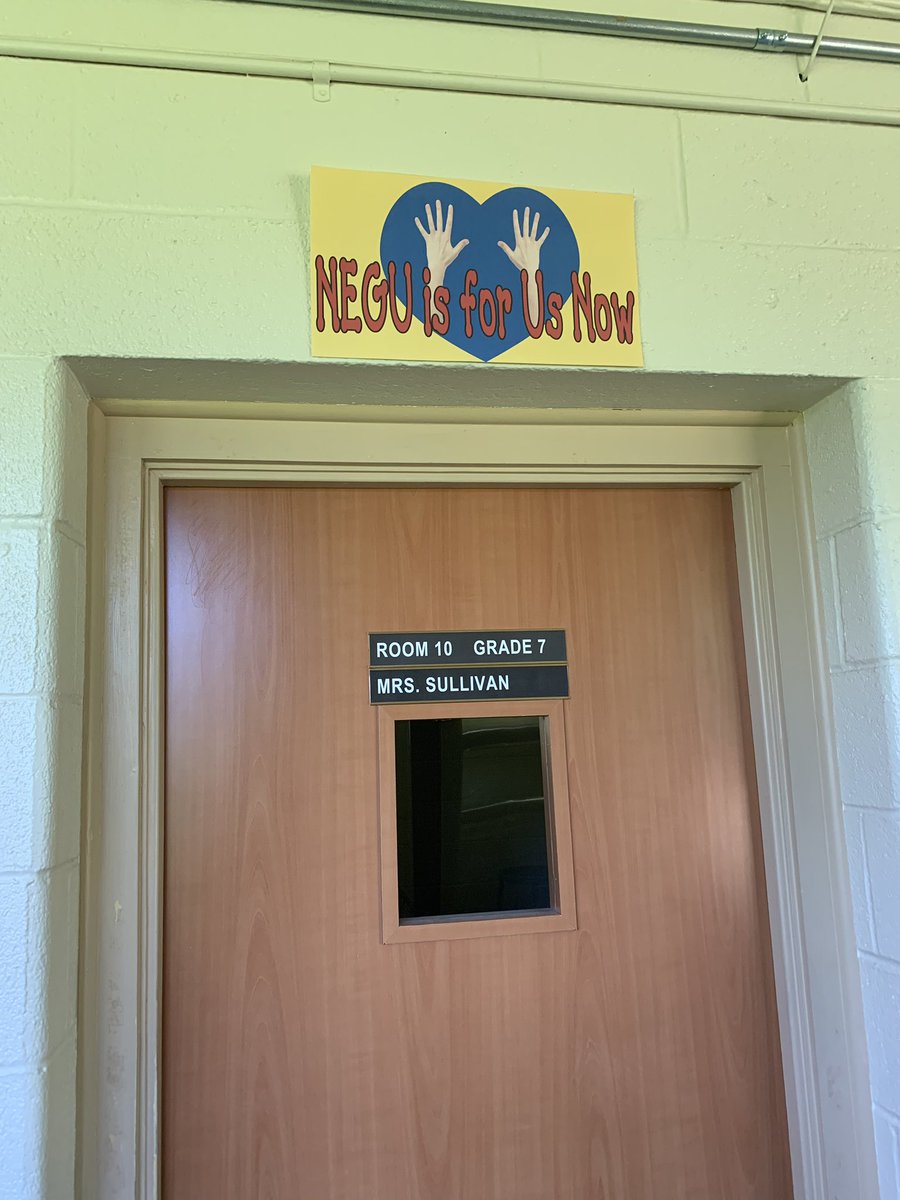 NEGU is for Us Now
ROOM 10 GRADE 7
MRS. SULLIVAN